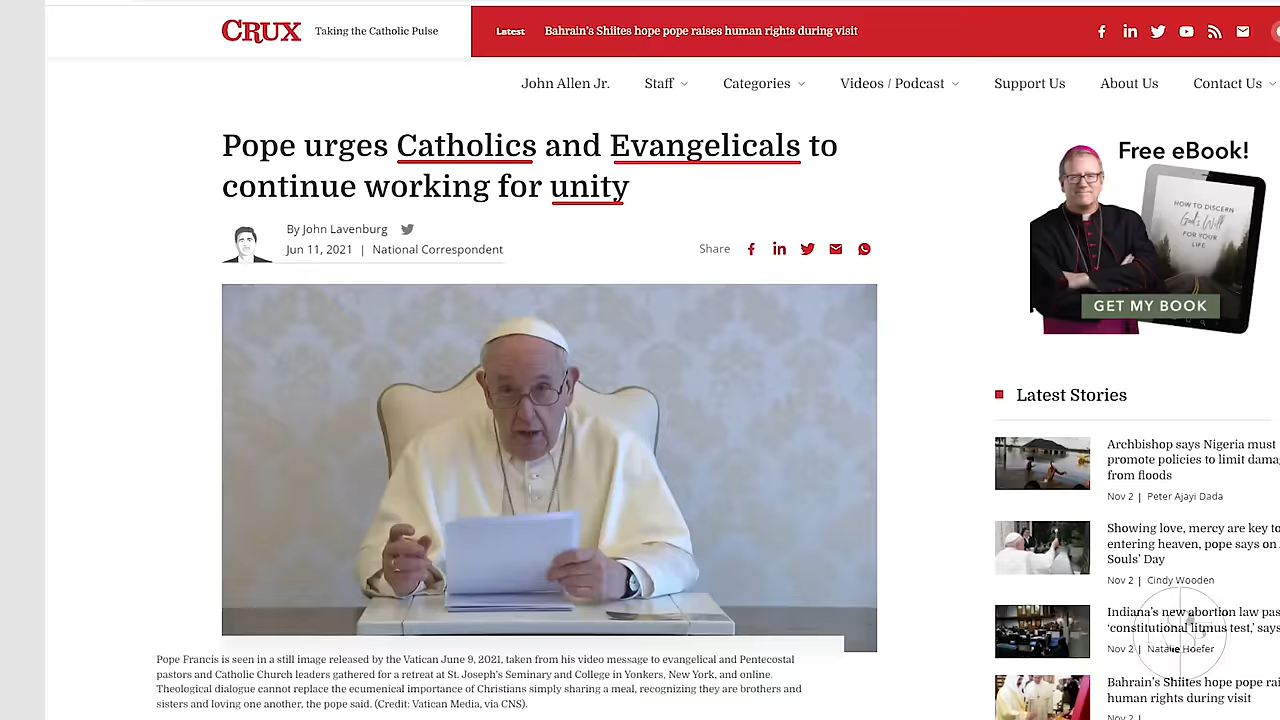 CRUX
Taking the Catholic Pulse
Latest
Bahrain's Shiites hope pope raises human rights during visit
John Allen Jr.
Staff
Categories
Videos / Podcast
Support Us
About Us
Contact Us
Pope urges Catholics and Evangelicals to
continue working for unity
By John Lavenburg
Jun 11, 2021 | National Correspondent
Share
Pope Francis is seen in a still image released by the Vatican June 9, 2021, taken from his video message to evangelical and Pentecostal
pastors and Catholic Church leaders gathered for a retreat at St. Joseph's Seminary and College in Yonkers, New York, and online.
Theological dialogue cannot replace the ecumenical importance of Christians simply sharing a meal, recognizing they are brothers and
sisters and loving one another, the pope said. (Credit: Vatican Media, via CNS).
Free eBook!
HOW TO DISCERN
God's Will
FOR YOUR
LIFE
GET MY BOOK
Latest Stories
Archbishop says Nigeria must
promote policies to limit dama
from floods
Nov 2 | Peter Ajayi Dada
Showing love, mercy are key to
entering heaven, pope says on
Souls' Day
Nov 2 | Cindy Wooden
Indiana's new abortion law pas
'constitutional litmus test,' says
Nov 2 | Natalie Hoefer
Bahrain's Shiites hope pope rai
human rights during visit
Nov 2 |